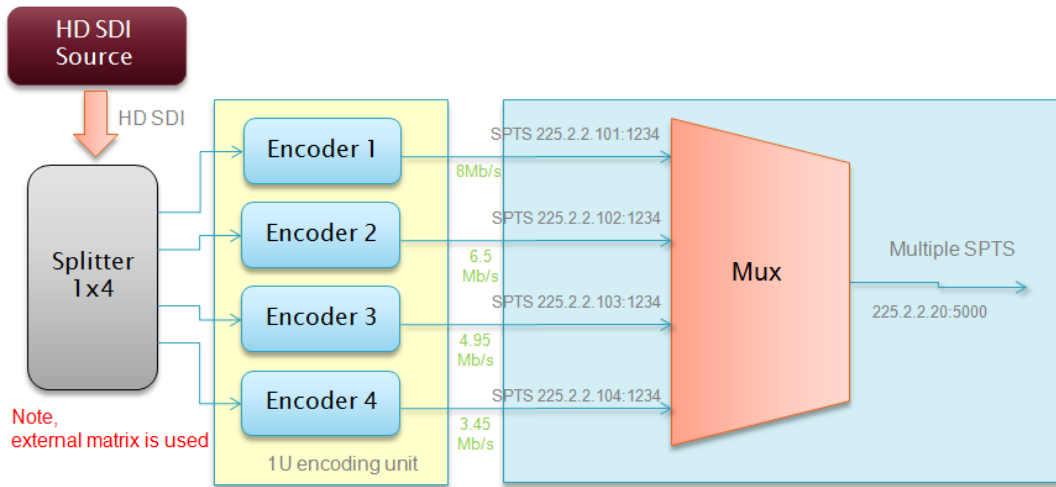 HD SDI
Source
HD SDI
Splitter
1x4
Note,
external matrix is used
Encoder 1
Encoder 2
Encoder 3
Encoder 4
1U encoding unit
SPTS 225.2.2.101:1234
8Mb/s
SPTS 225.2.2.102:1234
6.5
Mb/s
SPTS 225.2.2.103:1234
4.95
Mb/s
SPTS 225.2.2.104:1234
3.45
Mb/s
Mux
Multiple SPTS
225.2.2.20:5000